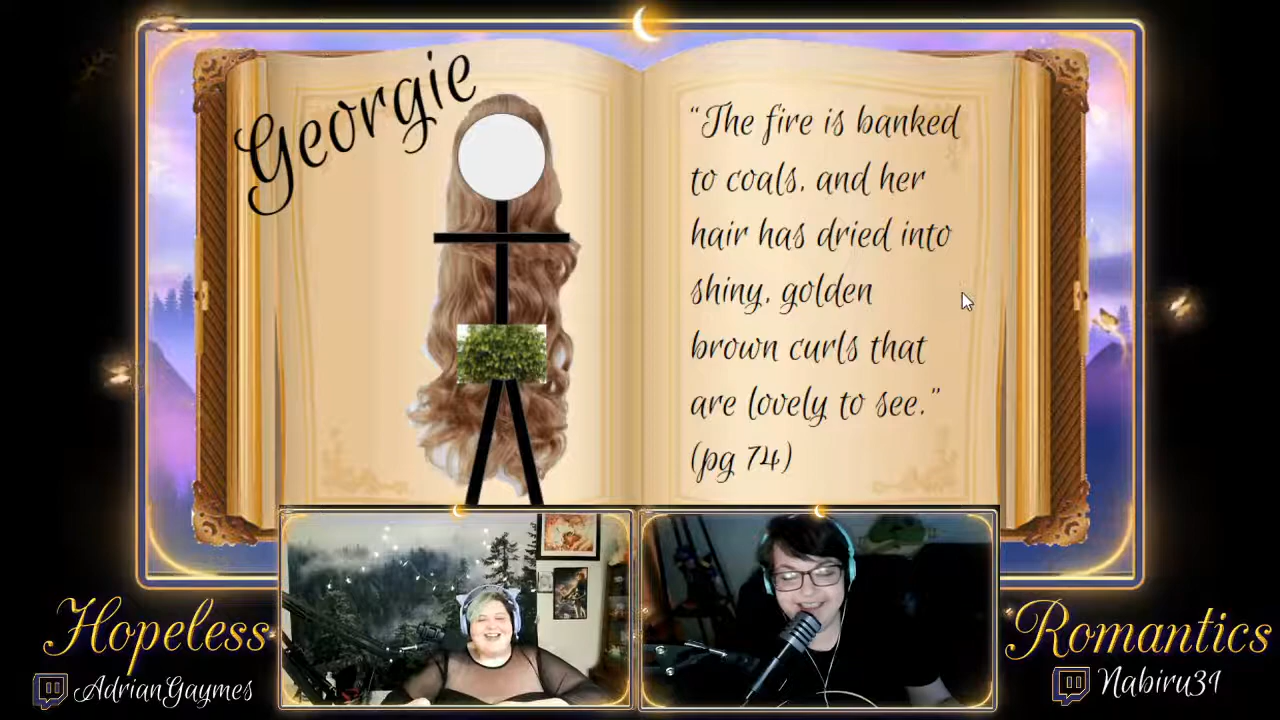 Georgie
“The fire is banked
to coals, and her
hair has dried into
shiny, golden
brown curls that
are lovely to see.”
(pg 74)
Hopeless
AdrianGaymes
Romantics
Nabiru39